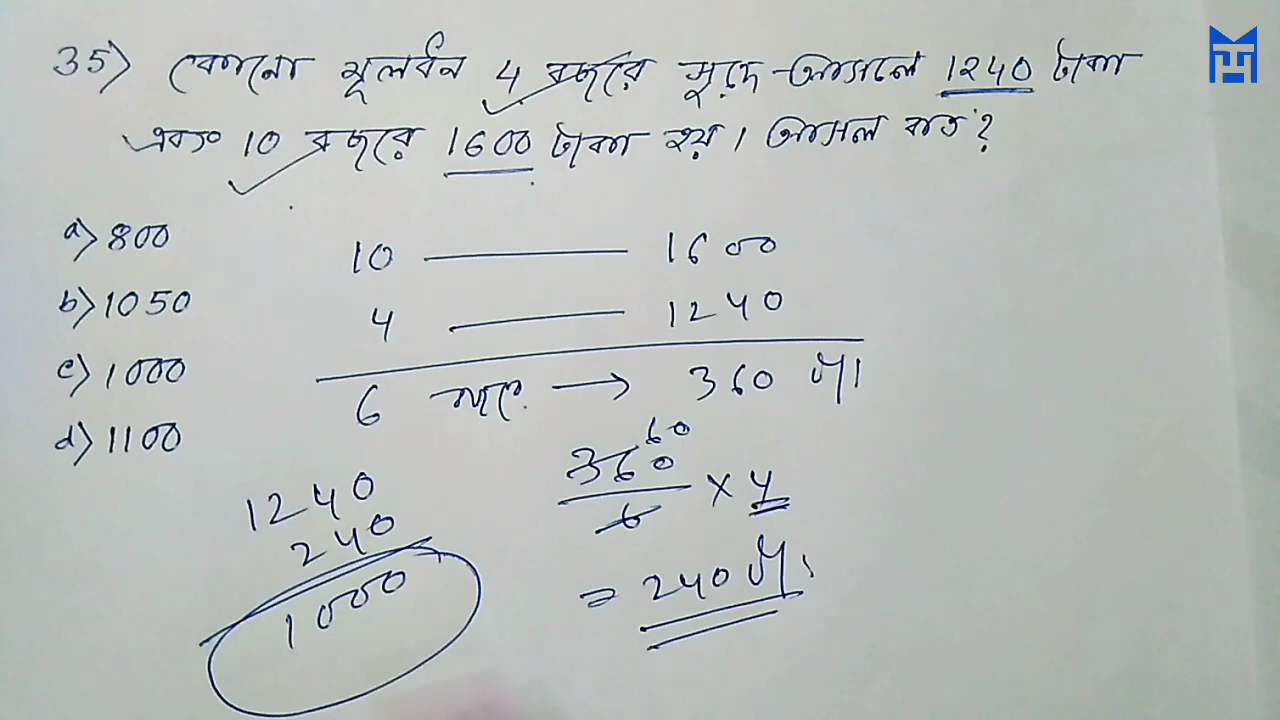 35) কোনো মূলধন 4 বছরে সুদে-আসলে 1240 টাকা
এবং 10 বছরে 1600 টাকা হয়। আসল কত?
a) 800
b) 1050
c) 1000
d) 1100
10 —— 1600
4 —— 1240
6 বছরে → 360 টা।
60
360/6 × 4
= 240 টা।
1240
240
1000